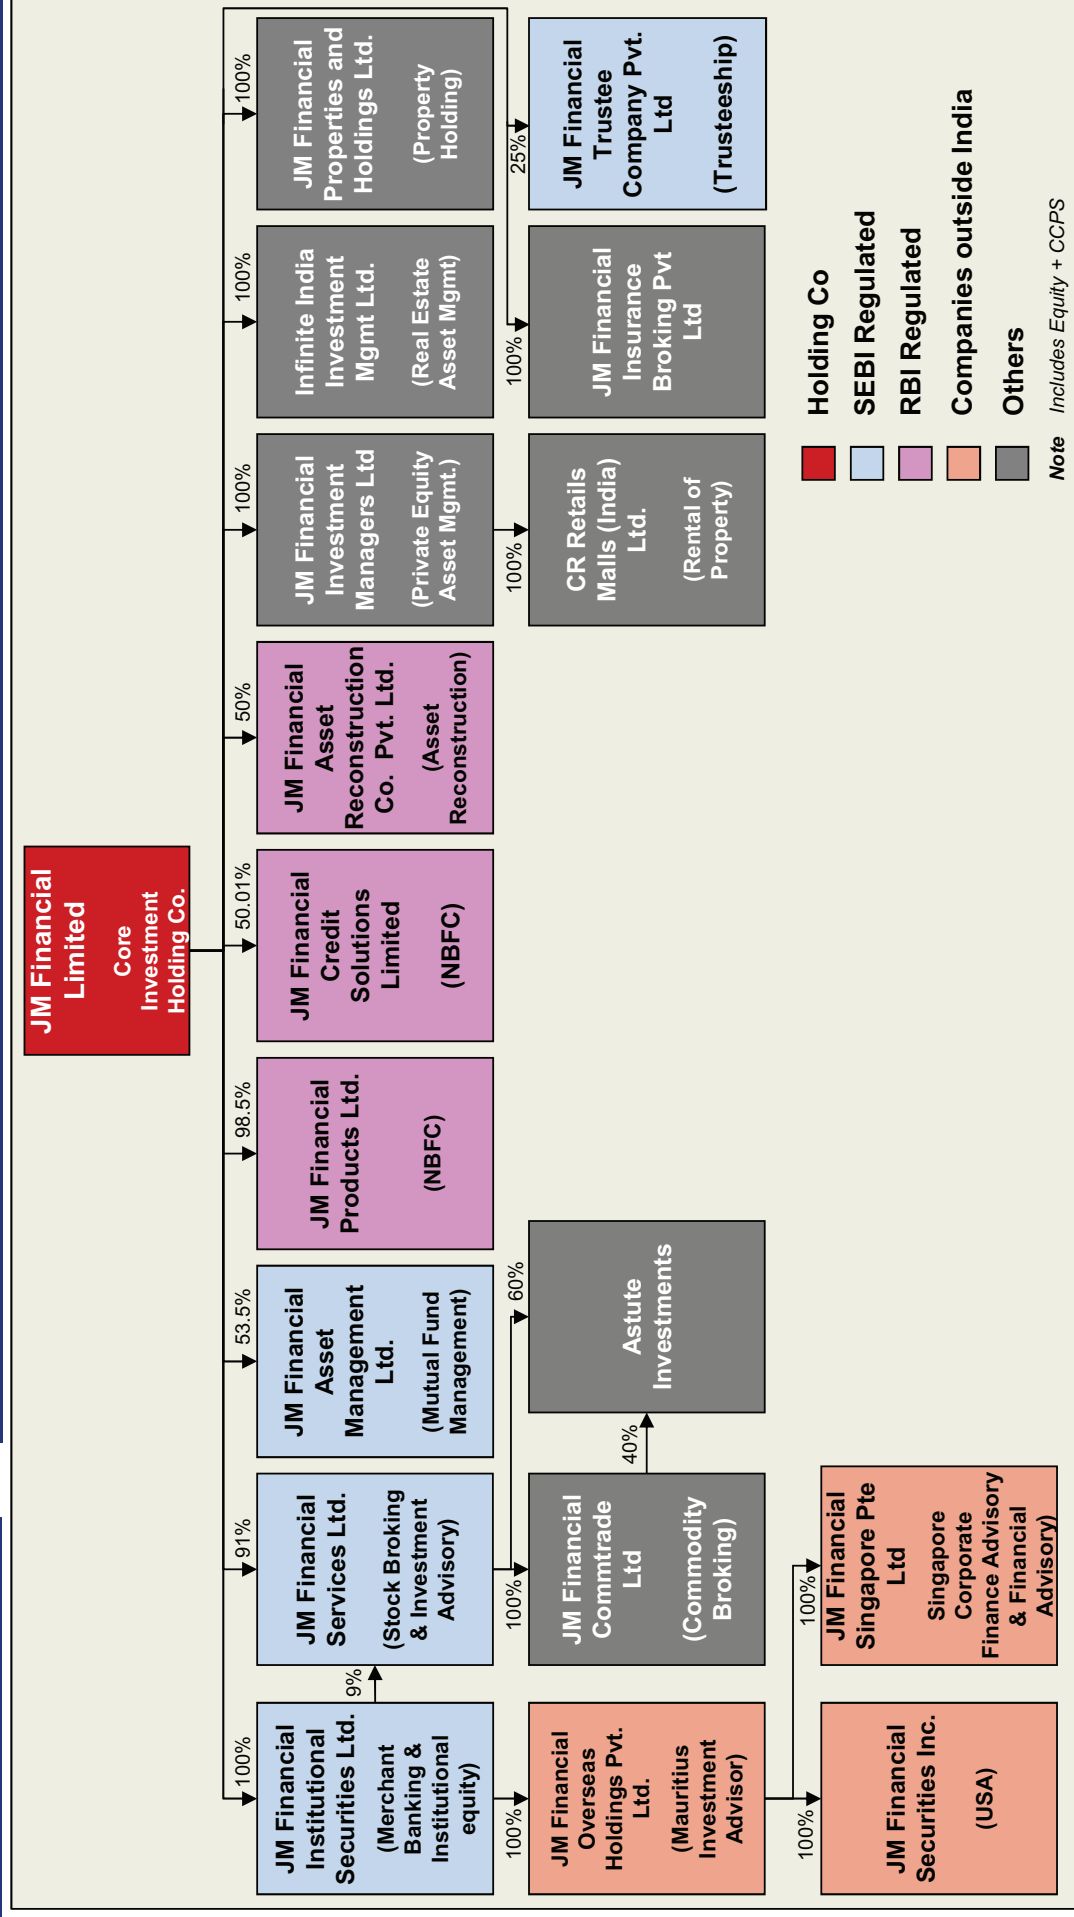 JM Financial
Limited
Core
Investment
Holding Co.
100%
91%
53.5%
98.5%
50.01%
50%
100%
100%
100%
JM Financial
Institutional
Securities Ltd.
(Merchant
Banking &
Institutional
equity)
9%
JM Financial
Services Ltd.
(Stock Broking
& Investment
Advisory)
JM Financial
Asset
Management
Ltd.
(Mutual Fund
Management)
JM Financial
Products Ltd.
(NBFC)
JM Financial
Credit
Solutions
Limited
(NBFC)
JM Financial
Asset
Reconstruction
Co. Pvt. Ltd.
(Asset
Reconstruction)
JM Financial
Investment
Managers Ltd
(Private Equity
Asset Mgmt.)
Infinite India
Investment
Mgmt Ltd.
(Real Estate
Asset Mgmt)
JM Financial
Properties and
Holdings Ltd.
(Property
Holding)
100%
100%
60%
100%
100%
25%
JM Financial
Overseas
Holdings Pvt.
Ltd.
(Mauritius
Investment
Advisor)
JM Financial
Commtrade
Ltd
(Commodity
Broking)
40%
Astute
Investments
CR Retails
Malls (India)
Ltd.
(Rental of
Property)
JM Financial
Insurance
Broking Pvt
Ltd
JM Financial
Trustee
Company Pvt.
Ltd
(Trusteeship)
100%
100%
JM Financial
Securities Inc.
(USA)
JM Financial
Singapore Pte
Ltd
Singapore
Corporate
Finance Advisory
& Financial
Advisory)
Holding Co
SEBI Regulated
RBI Regulated
Companies outside India
Others
Note Includes Equity + CCPS